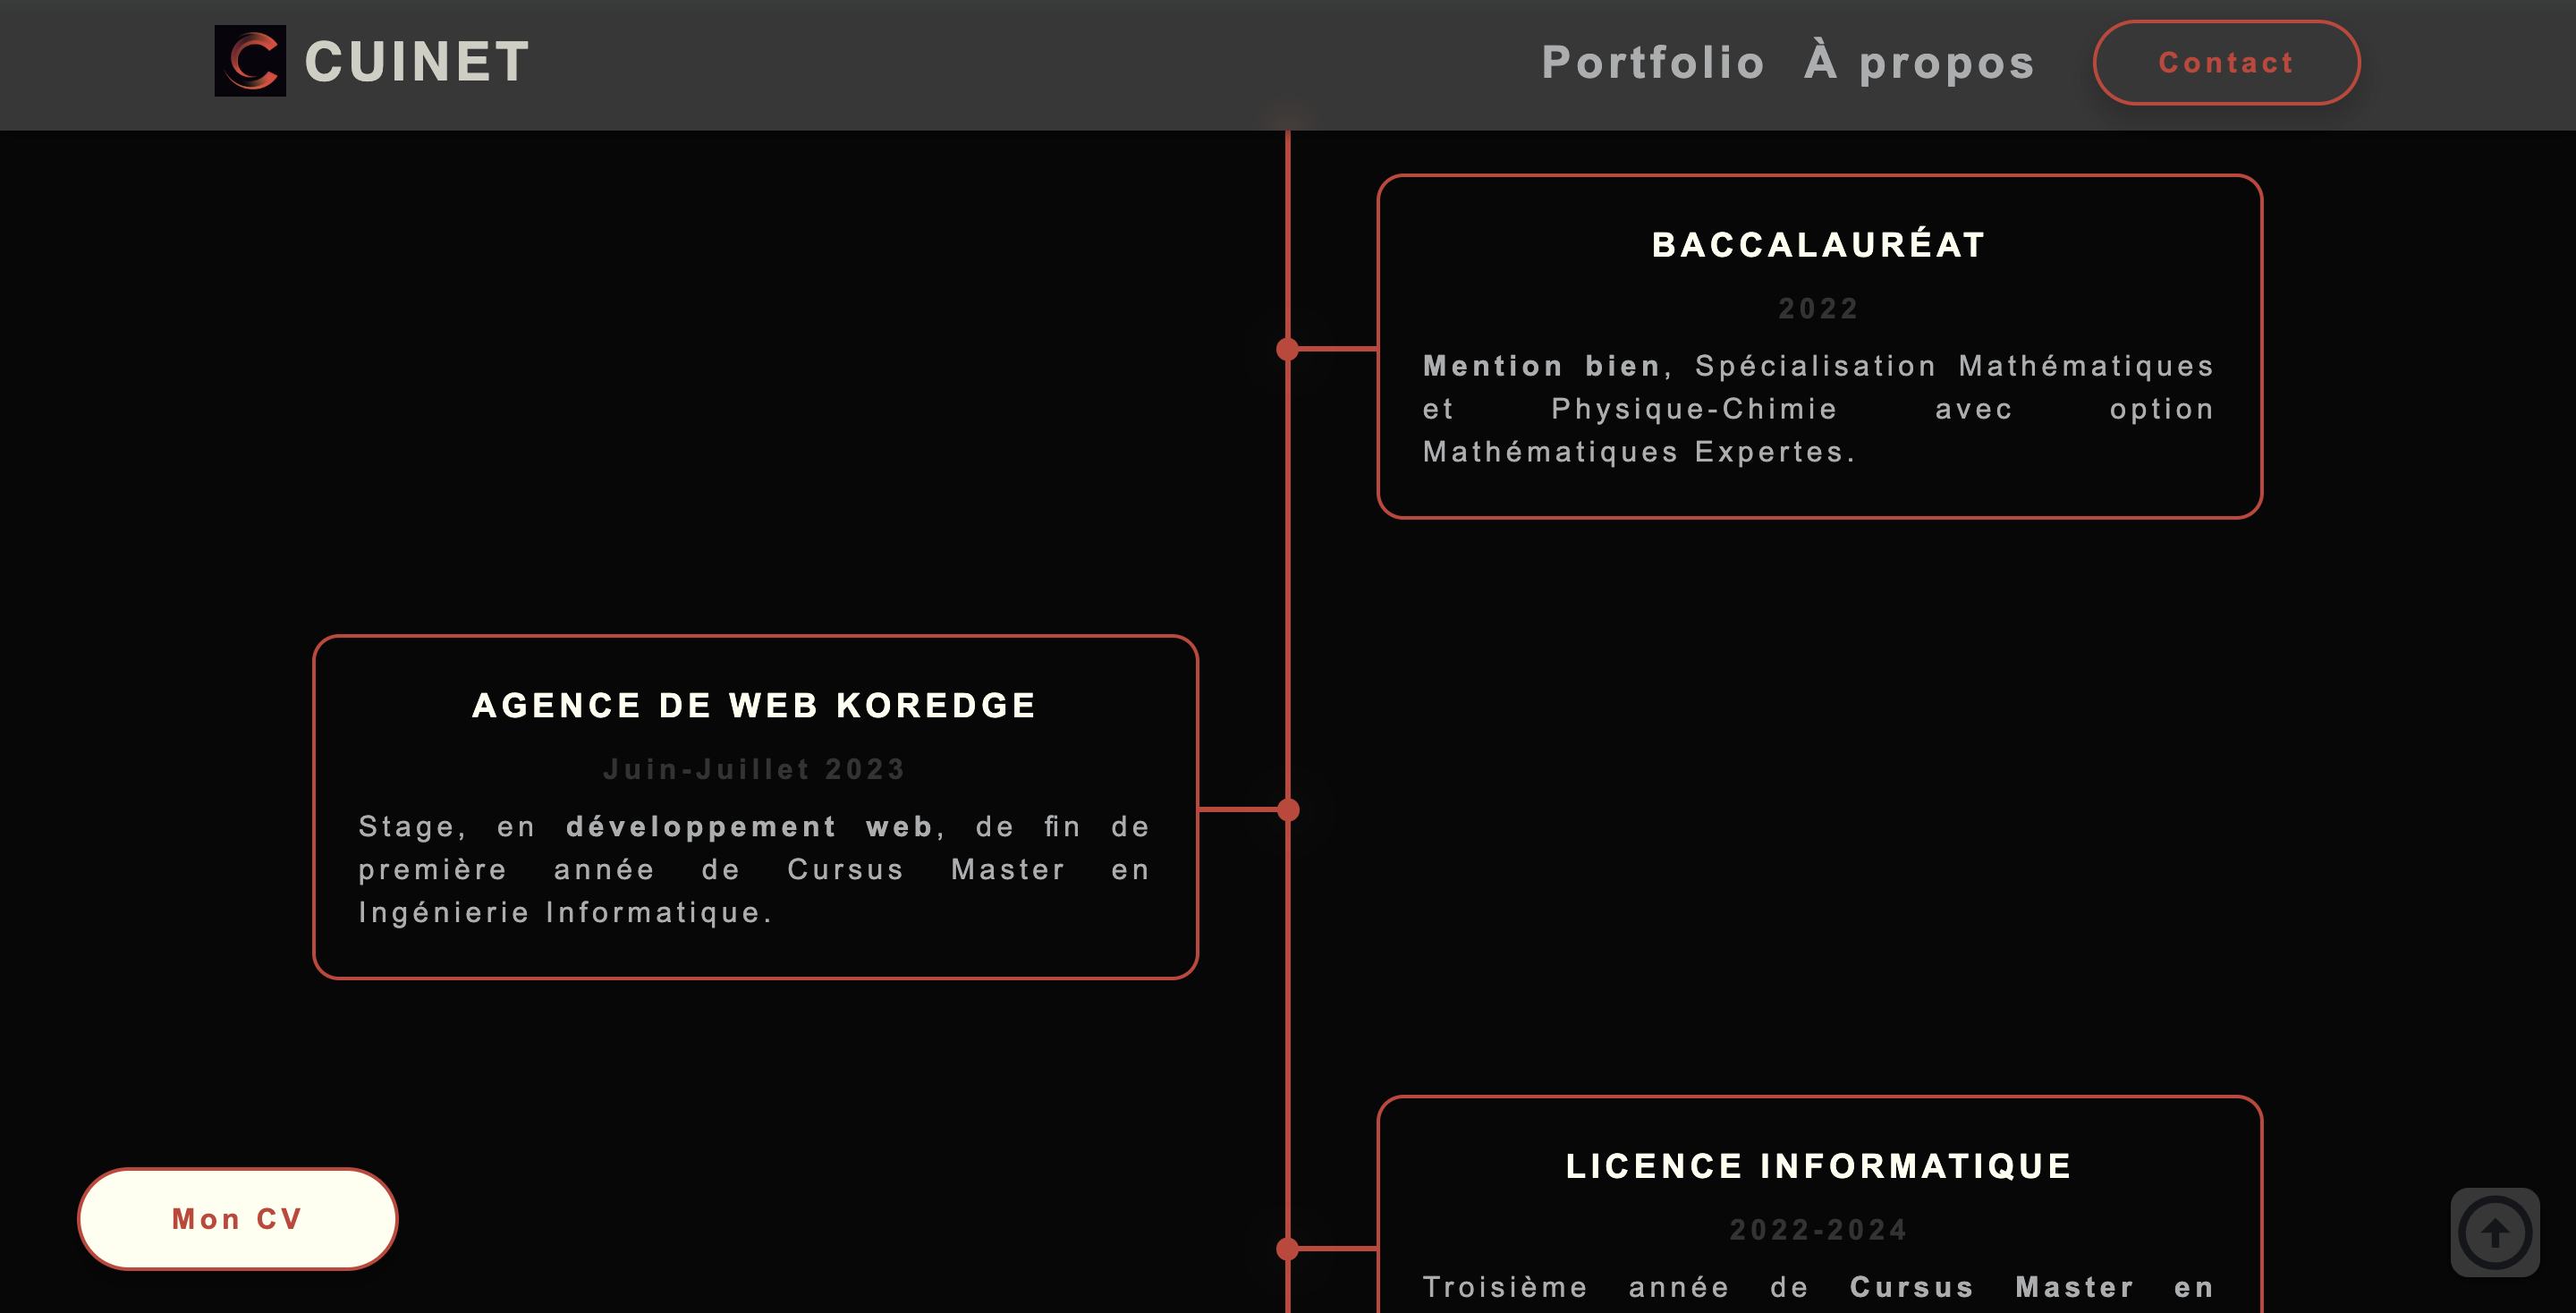 CUINET
Portfolio À propos Contact
BACCALAURÉAT
2022
Mention bien, Spécialisation Mathématiques
et Physique-Chimie avec option
Mathématiques Expertes.
AGENCE DE WEB KOREDGE
Juin-Juillet 2023
Stage, en développement web, de fin de
première année de Cursus Master en
Ingénierie Informatique.
LICENCE INFORMATIQUE
2022-2024
Troisième année de Cursus Master en
Mon CV